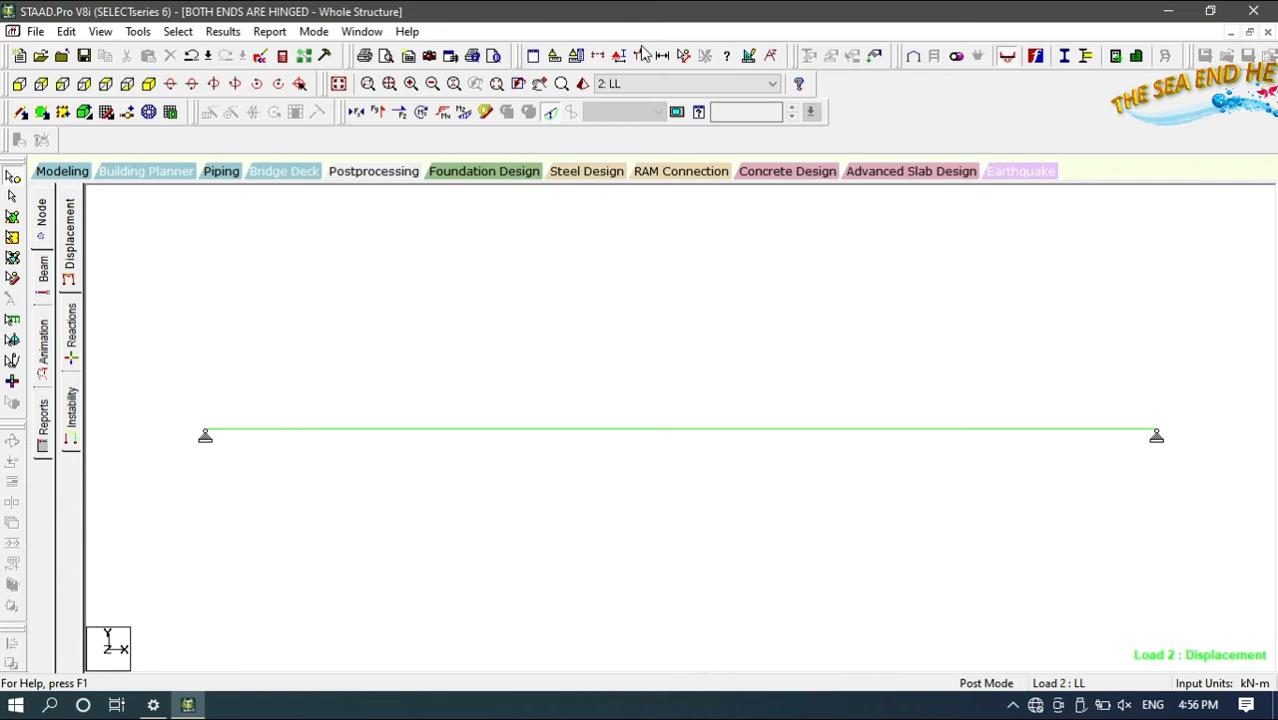 STAAD.Pro V8i (SELECTseries 6) - [BOTH ENDS ARE HINGED - Whole Structure]
File Edit View Tools Select Results Report Mode Window Help
2: LL
THE SEA END HE
Modeling Building Planner Piping Bridge Deck Postprocessing Foundation Design Steel Design RAM Connection Concrete Design Advanced Slab Design Earthquake
Node
Beam
Animation
Reports
Displacement
Reactions
Instability
Y
Z X
Load 2 : Displacement
For Help, press F1
Post Mode Load 2 : LL Input Units: kN-m
ENG 4:56 PM